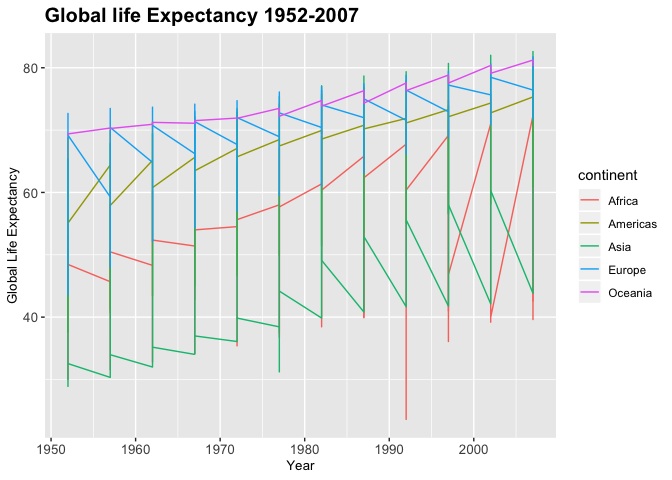 Global life Expectancy 1952-2007
Global Life Expectancy
80
60
40
1950
1960
1970
1980
1990
2000
Year
continent
Africa
Americas
Asia
Europe
Oceania